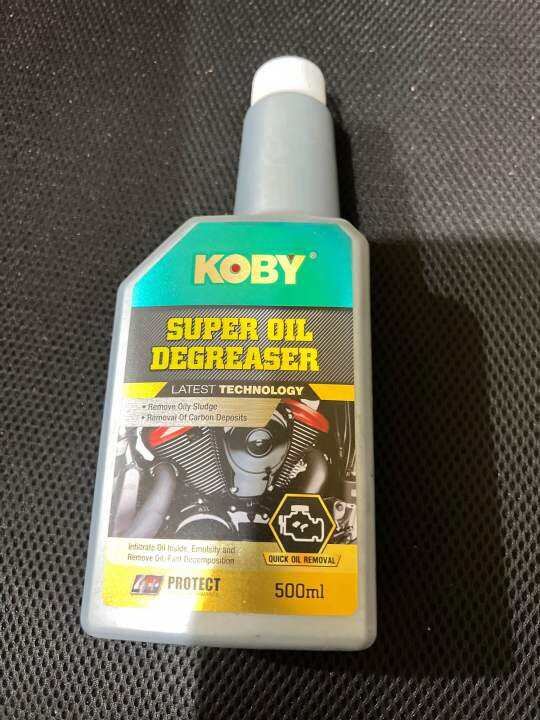 KOBY®
SUPER OIL
DEGREASER
LATEST TECHNOLOGY
• Remove Oily Sludge
• Removal Of Carbon Deposits
Infiltrate Oil Inside, Emulsify and
Remove Oil, Fast Decomposition
QUICK OIL REMOVAL
PROTECT
500ml